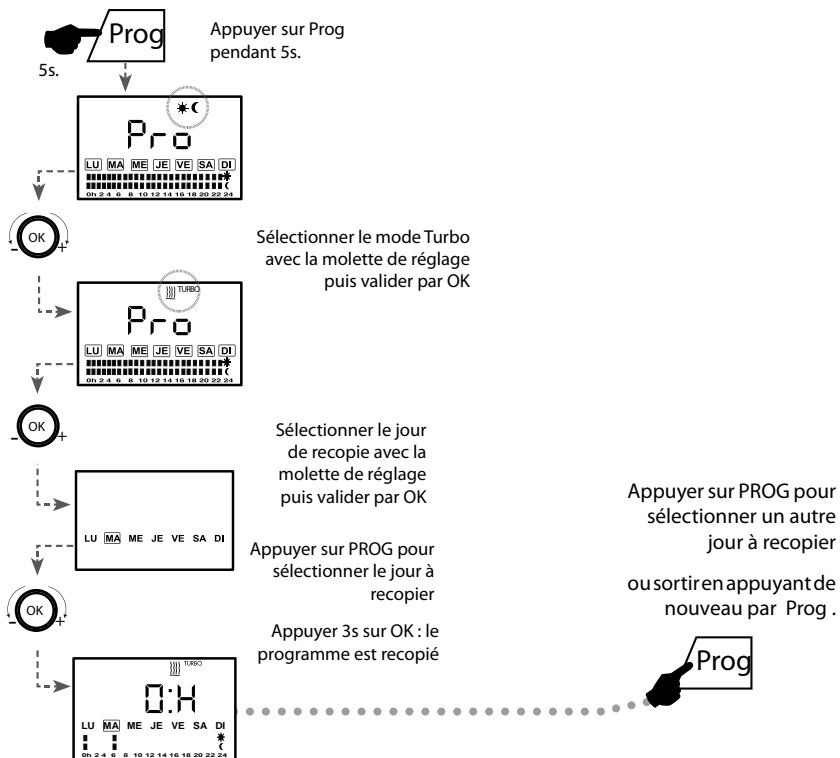 Prog
Appuyer sur Prog
pendant 5s.
5s.
Pro
LU MA ME JE VE SA DI
0h 2 4 6 8 10 12 14 16 18 20 22 24
OK
- +
Sélectionner le mode Turbo
avec la molette de réglage
puis valider par OK
TURBO
Pro
LU MA ME JE VE SA DI
0h 2 4 6 8 10 12 14 16 18 20 22 24
OK
- +
Sélectionner le jour
de recopie avec la
molette de réglage
puis valider par OK
LU MA ME JE VE SA DI
Appuyer sur PROG pour
sélectionner le jour à
recopier
OK
- +
Appuyer 3s sur OK : le
programme est recopié
TURBO
0:H
LU MA ME JE VE SA DI
0h 2 4 6 8 10 12 14 16 18 20 22 24
Appuyer sur PROG pour
sélectionner un autre
jour à recopier
ou sortir en appuyant de
nouveau par Prog .
Prog